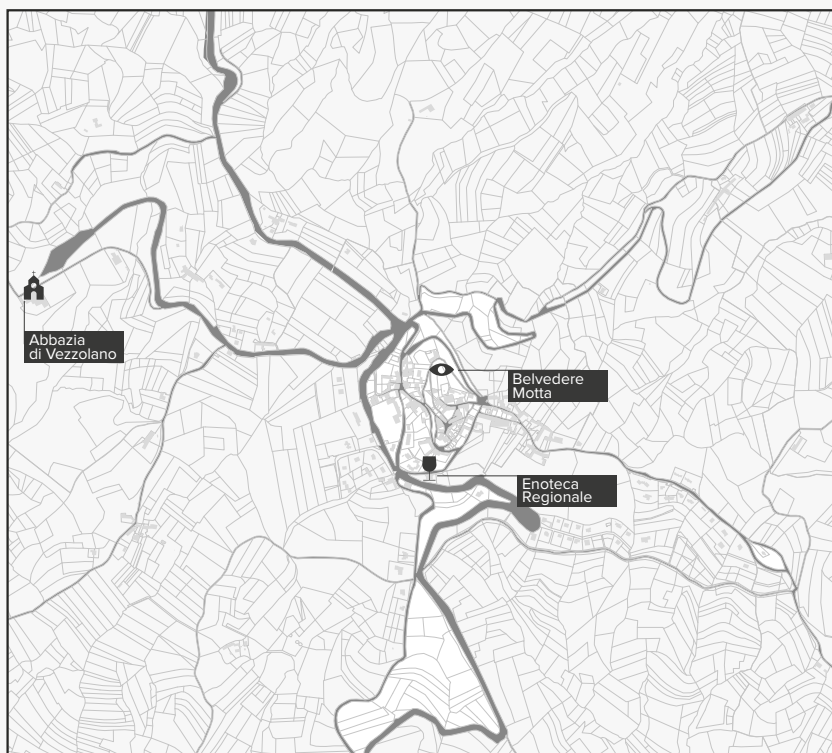 Abbazia
di Vezzolano
Belvedere
Motta
Enoteca
Regionale